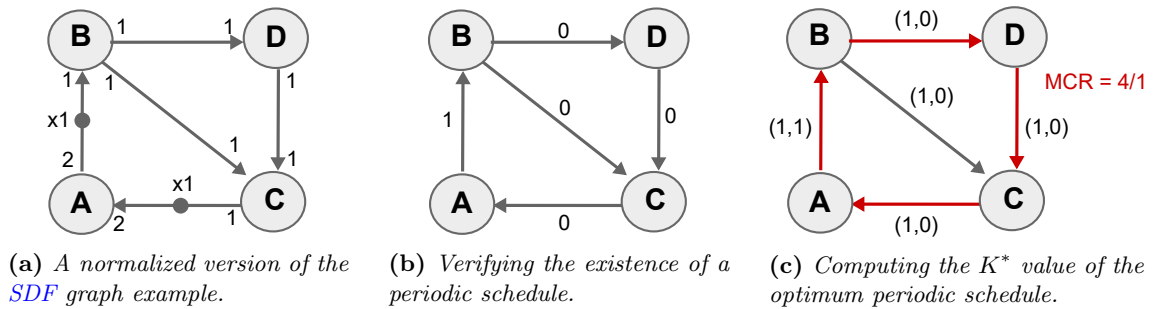 B
1
1
D
1
1
1
x1
1
2
x1
1
A
2
1
C
B
0
D
1
0
0
A
0
C
B
(1,0)
D
MCR = 4/1
(1,0)
(1,1)
(1,0)
A
(1,0)
C
(a) A normalized version of the
SDF graph example.
(b) Verifying the existence of a
periodic schedule.
(c) Computing the K* value of the
optimum periodic schedule.